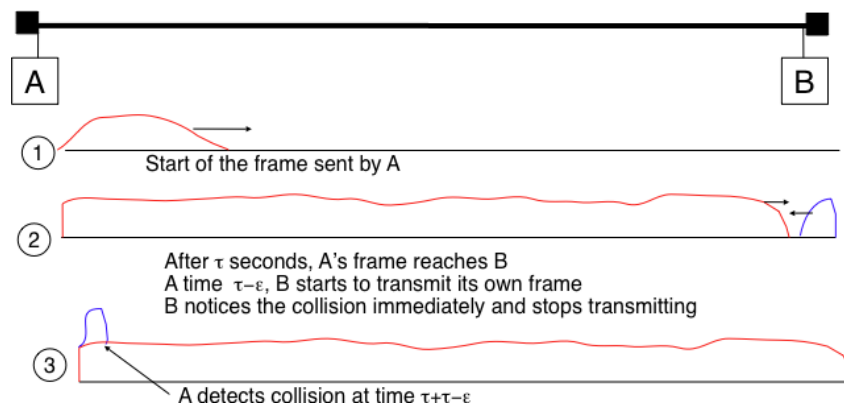 A
B
1
Start of the frame sent by A
2
After τ seconds, A's frame reaches B
A time τ-ε, B starts to transmit its own frame
B notices the collision immediately and stops transmitting
3
A detects collision at time τ+τ-ε